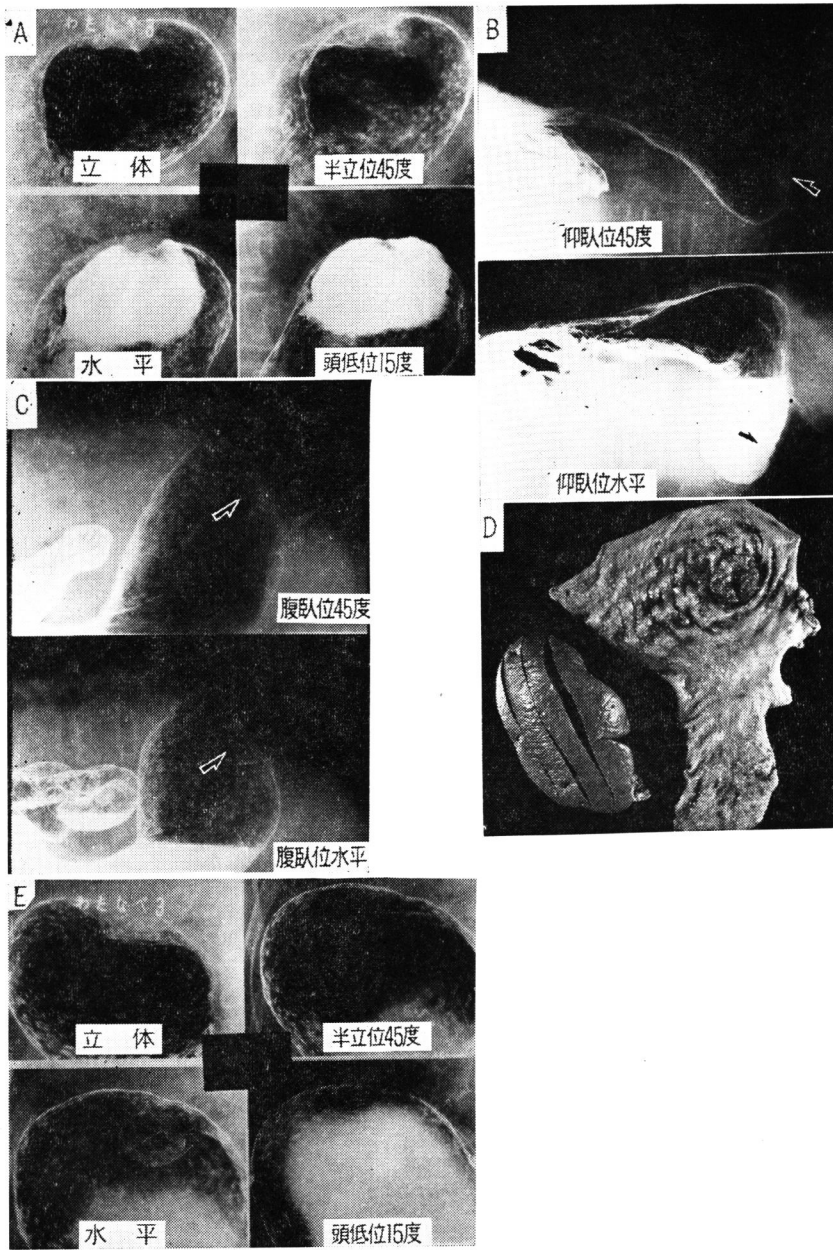 A
わもなべる
立 体
半立位45度
水 平
頭低位15度
B
仰臥位45度
仰臥位水平
C
腹臥位45度
腹臥位水平
D
E
わもなべる
立 体
半立位45度
水 平
頭低位15度